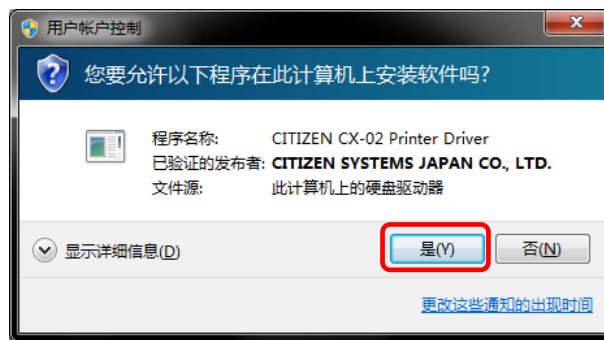 用户帐户控制
您要允许以下程序在此计算机上安装软件吗?
程序名称: CITIZEN CX-02 Printer Driver
已验证的发布者: CITIZEN SYSTEMS JAPAN CO., LTD.
文件源: 此计算机上的硬盘驱动器
显示详细信息(D) 是(Y) 否(N)
更改这些通知的出现时间